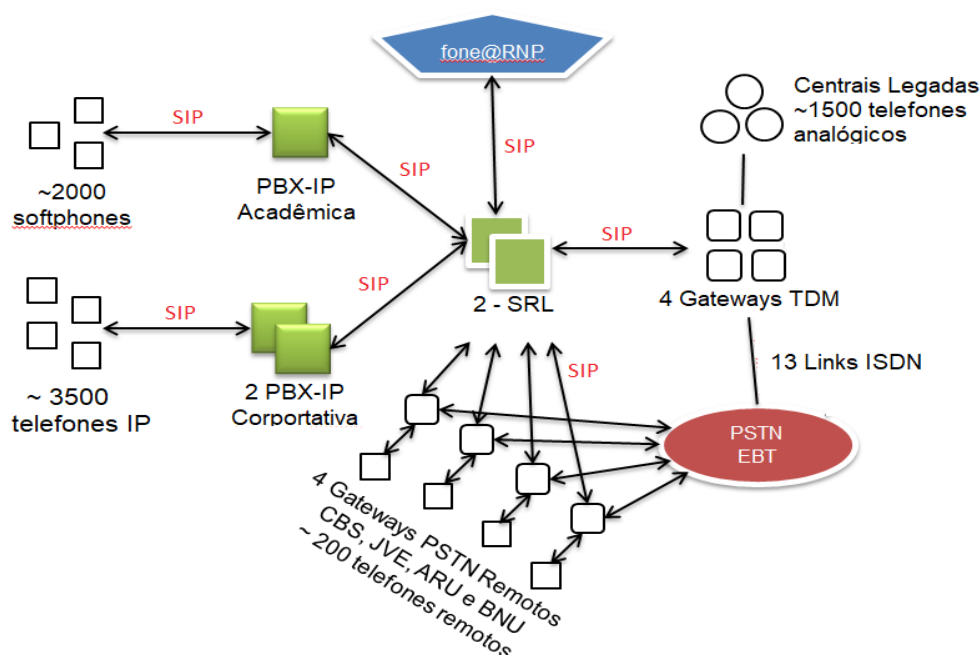 fone@RNP
Centrais Legadas
~1500 telefones
analógicos
SIP
SIP
SIP
~2000
softphones
PBX-IP
Acadêmica
SIP
SIP
SIP
2 - SRL
4 Gateways TDM
~ 3500
telefones IP
2 PBX-IP
Corportativa
SIP
SIP
13 Links ISDN
PSTN
EBT
4 Gateways PSTN Remotos
CBS, JVE, ARU e BNU
~ 200 telefones remotos